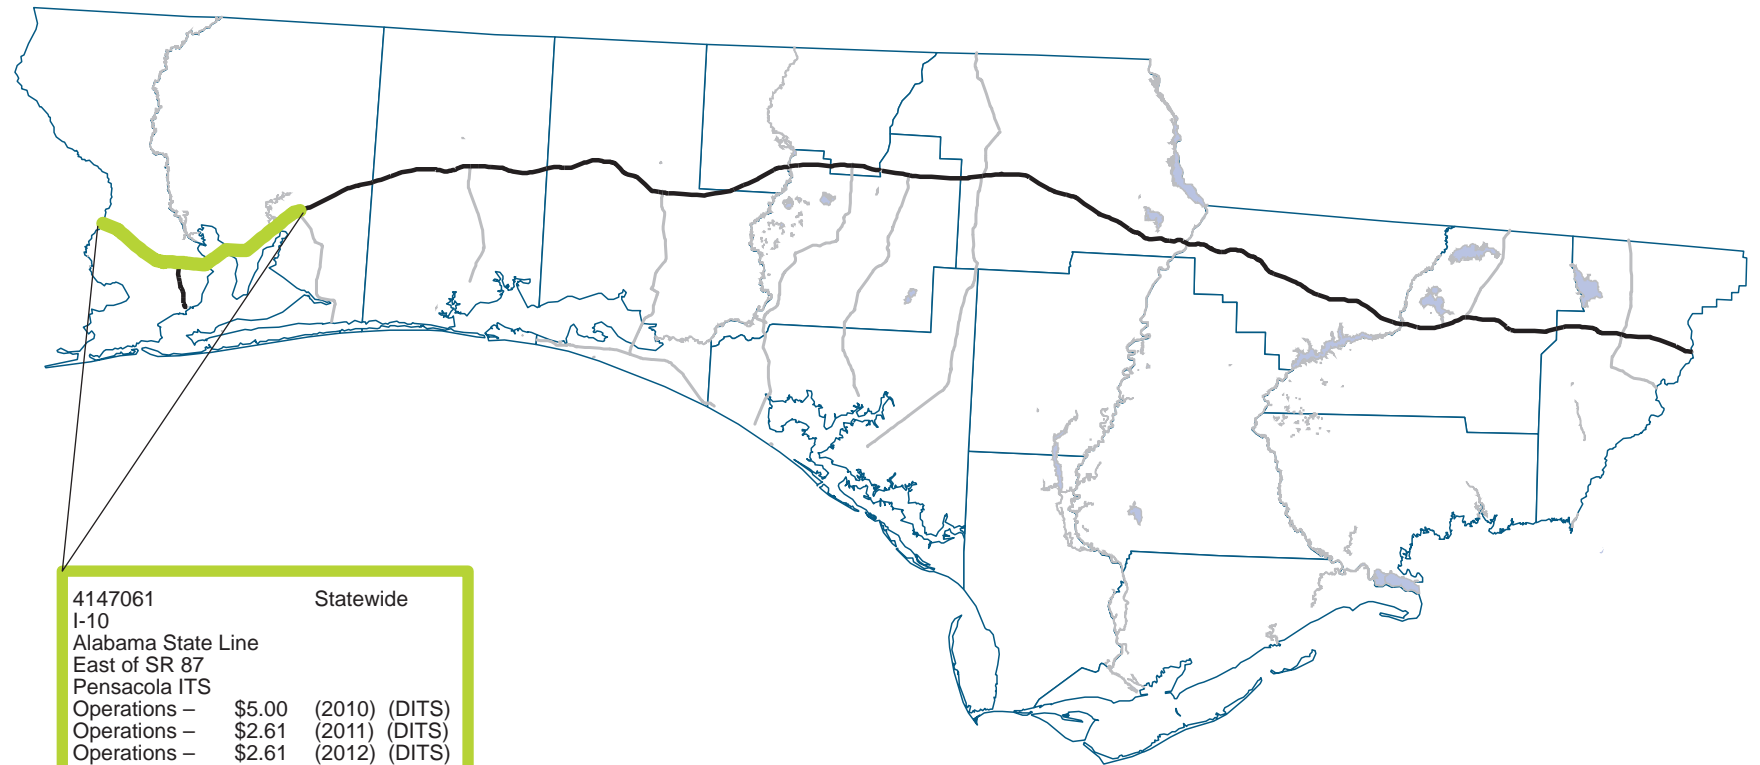 4147061 Statewide
I-10
Alabama State Line
East of SR 87
Pensacola ITS
Operations – $5.00 (2010) (DITS)
Operations – $2.61 (2011) (DITS)
Operations – $2.61 (2012) (DITS)